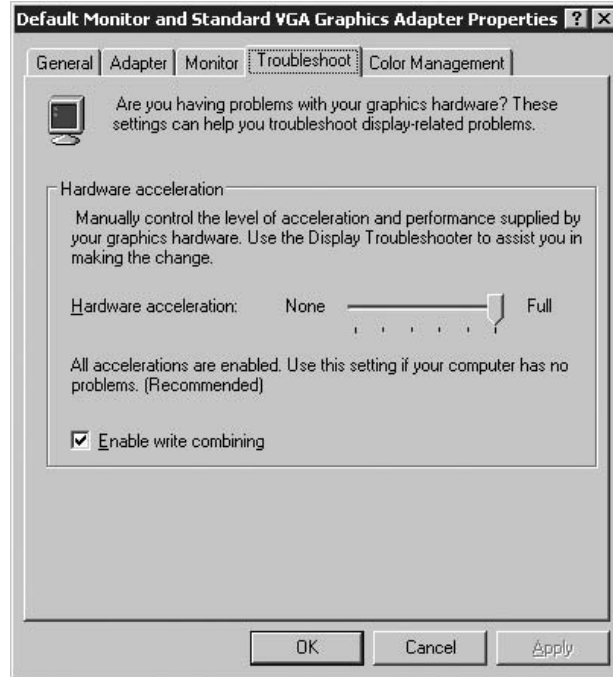 Default Monitor and Standard VGA Graphics Adapter Properties ? X
General Adapter Monitor Troubleshoot Color Management
Are you having problems with your graphics hardware? These
settings can help you troubleshoot display-related problems.
Hardware acceleration
Manually control the level of acceleration and performance supplied by
your graphics hardware. Use the Display Troubleshooter to assist you in
making the change.
Hardware acceleration: None Full
All accelerations are enabled. Use this setting if your computer has no
problems. (Recommended)
Enable write combining
OK Cancel Apply